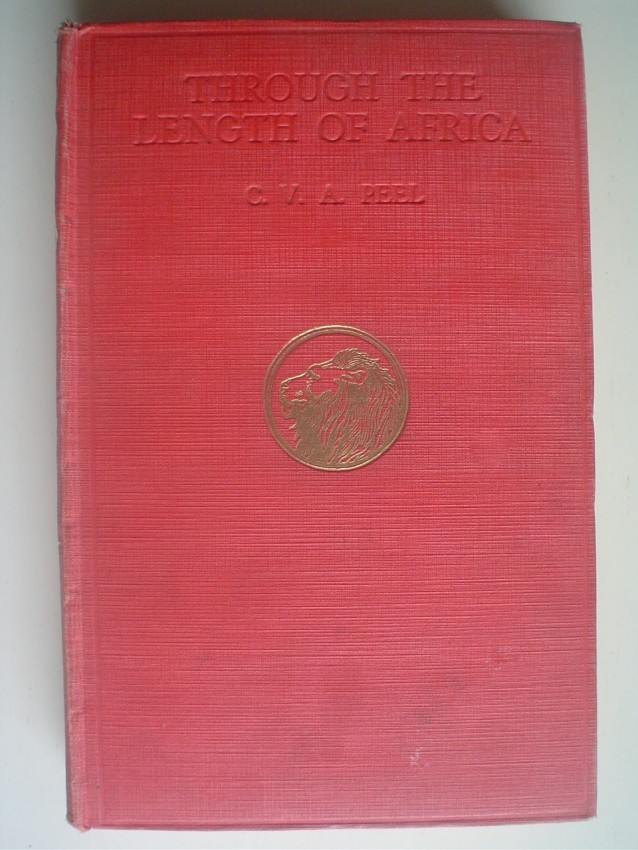 THROUGH THE
LENGTH OF AFRICA
C. V. A. PEEL